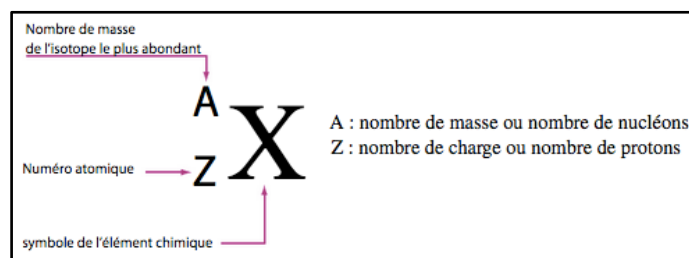 Nombre de masse
de l'isotope le plus abondant
A
X
A : nombre de masse ou nombre de nucléons
Z : nombre de charge ou nombre de protons
Numéro atomique
Z
symbole de l'élément chimique